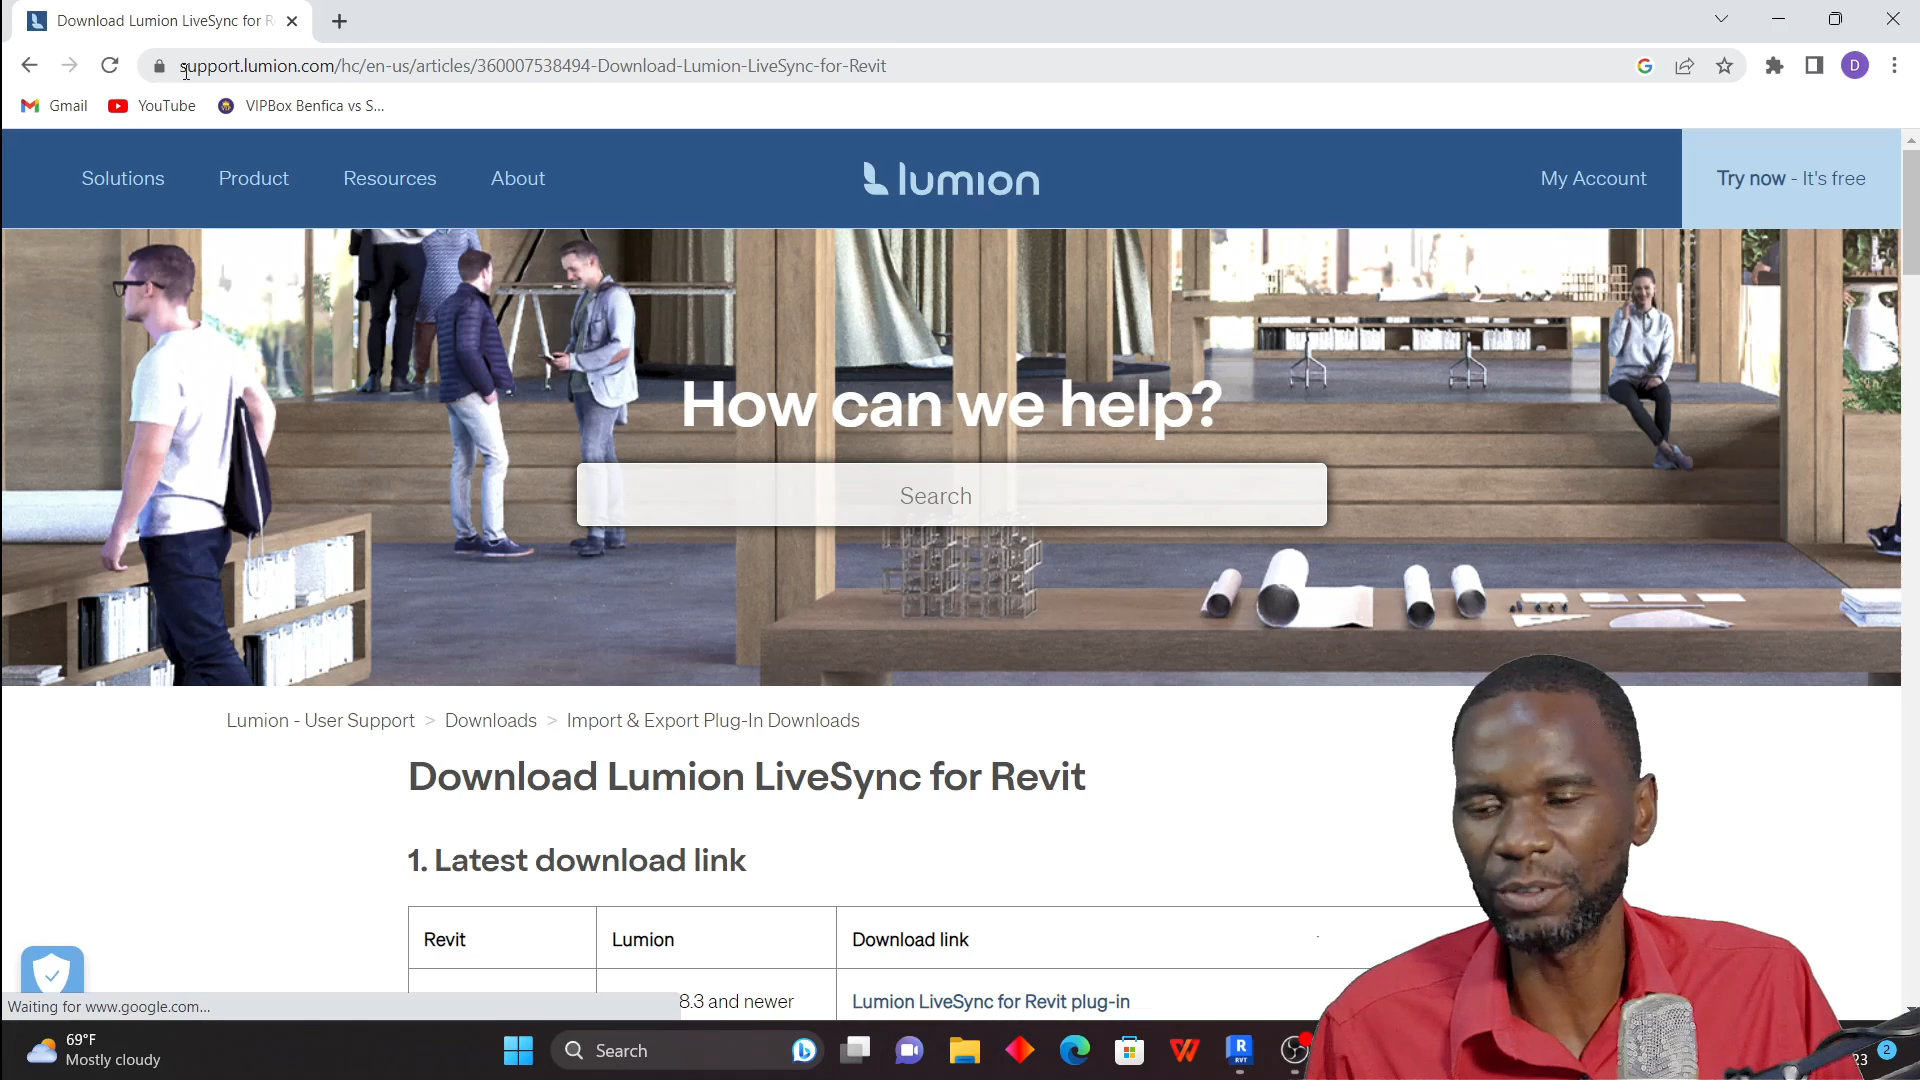 Download Lumion LiveSync for R
support.lumion.com/hc/en-us/articles/360007538494-Download-Lumion-LiveSync-for-Revit
D
Gmail YouTube VIPBox Benfica vs S...
Solutions Product Resources About lumion My Account Try now - It's free
How can we help?
Search
Lumion - User Support > Downloads > Import & Export Plug-In Downloads
Download Lumion LiveSync for Revit
1. Latest download link
Revit Lumion Download link
8.3 and newer Lumion LiveSync for Revit plug-in
Waiting for www.google.com...
69°F
Mostly cloudy
Search
R
RVT
23
2